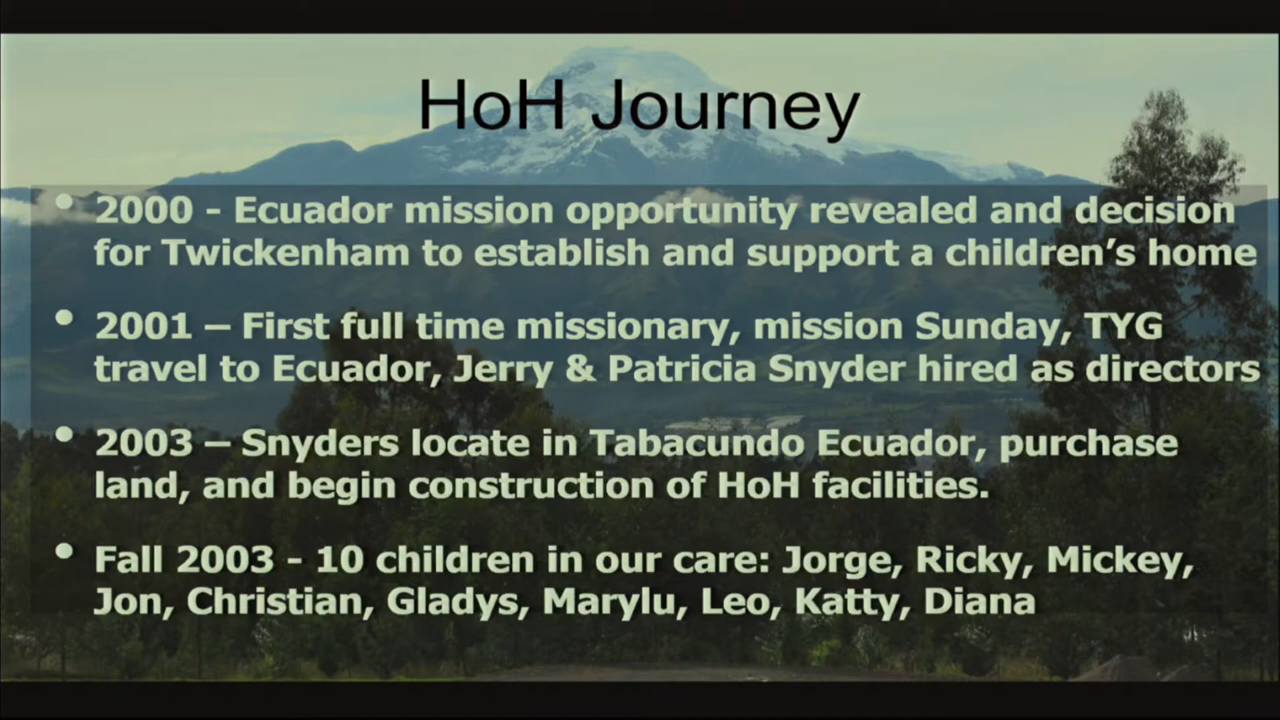 HoH Journey
• 2000 - Ecuador mission opportunity revealed and decision
for Twickenham to establish and support a children’s home
• 2001 – First full time missionary, mission Sunday, TYG
travel to Ecuador, Jerry & Patricia Snyder hired as directors
• 2003 – Snyders locate in Tabacundo Ecuador, purchase
land, and begin construction of HoH facilities.
• Fall 2003 - 10 children in our care: Jorge, Ricky, Mickey,
Jon, Christian, Gladys, Marylu, Leo, Katty, Diana